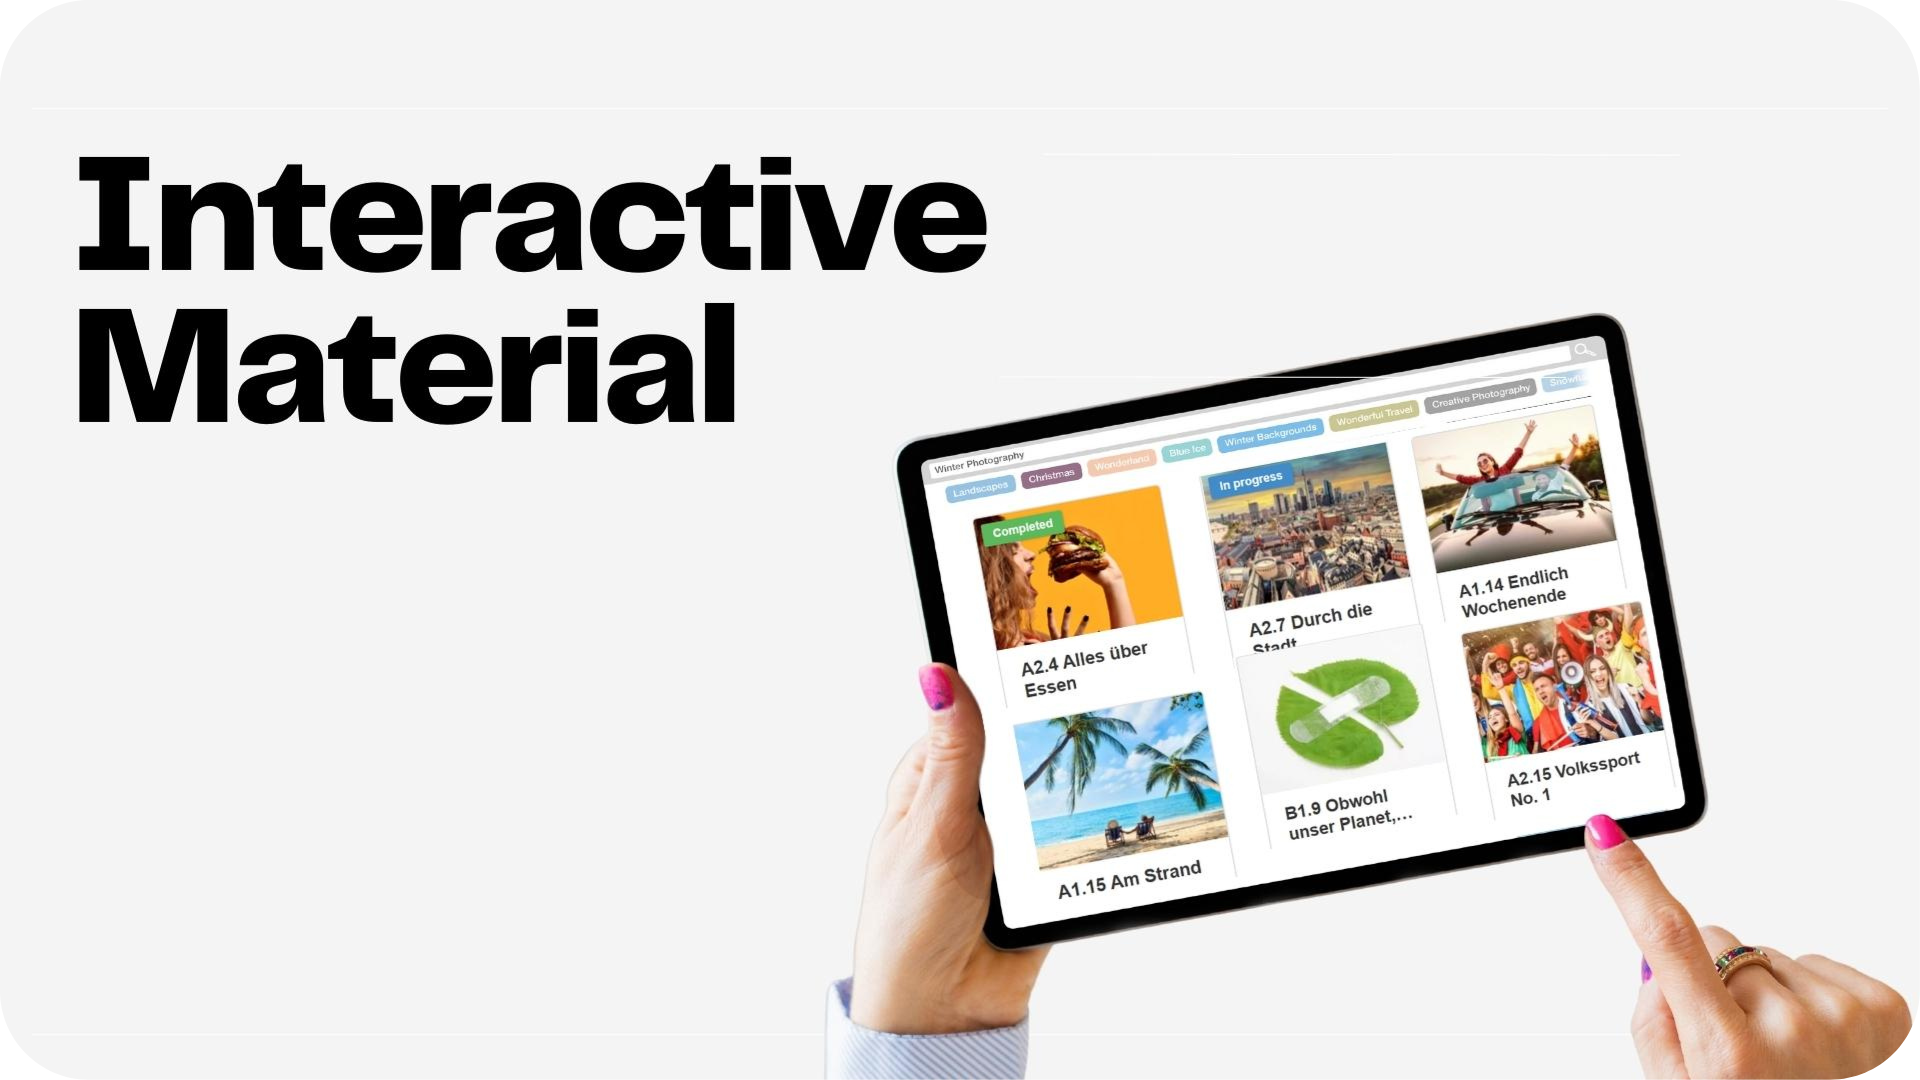 Interactive
Material
Winter Photography
Landscapes
Christmas
Wonderland
Blue Ice
Winter Backgrounds
Wonderful Travel
Creative Photography
Completed
A2.4 Alles über
Essen
In progress
A2.7 Durch die
Stadt
A1.14 Endlich
Wochenende
A1.15 Am Strand
B1.9 Obwohl
unser Planet,...
A2.15 Volkssport
No. 1